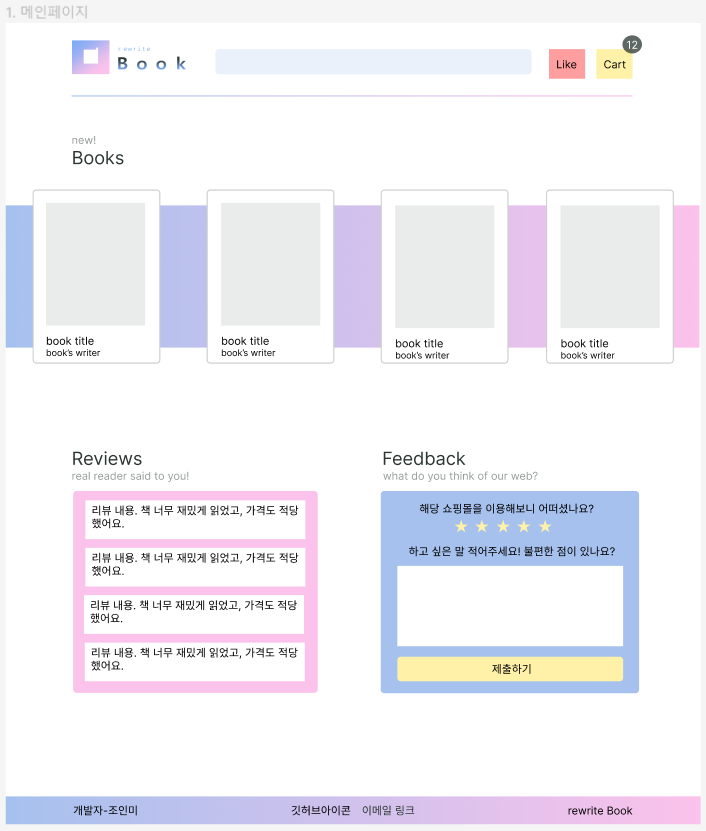 1. 메인페이지
rewrite
Book
Like
Cart
12
new!
Books
book title
book's writer
book title
book's writer
book title
book's writer
book title
book's writer
Reviews
real reader said to you!
리뷰 내용. 책 너무 재밌게 읽었고, 가격도 적당
했어요.
리뷰 내용. 책 너무 재밌게 읽었고, 가격도 적당
했어요.
리뷰 내용. 책 너무 재밌게 읽었고, 가격도 적당
했어요.
리뷰 내용. 책 너무 재밌게 읽었고, 가격도 적당
했어요.
Feedback
what do you think of our web?
해당 쇼핑몰을 이용해보니 어떠셨나요?
하고 싶은 말 적어주세요! 불편한 점이 있나요?
제출하기
개발자-조인미
깃허브아이콘 이메일 링크
rewrite Book